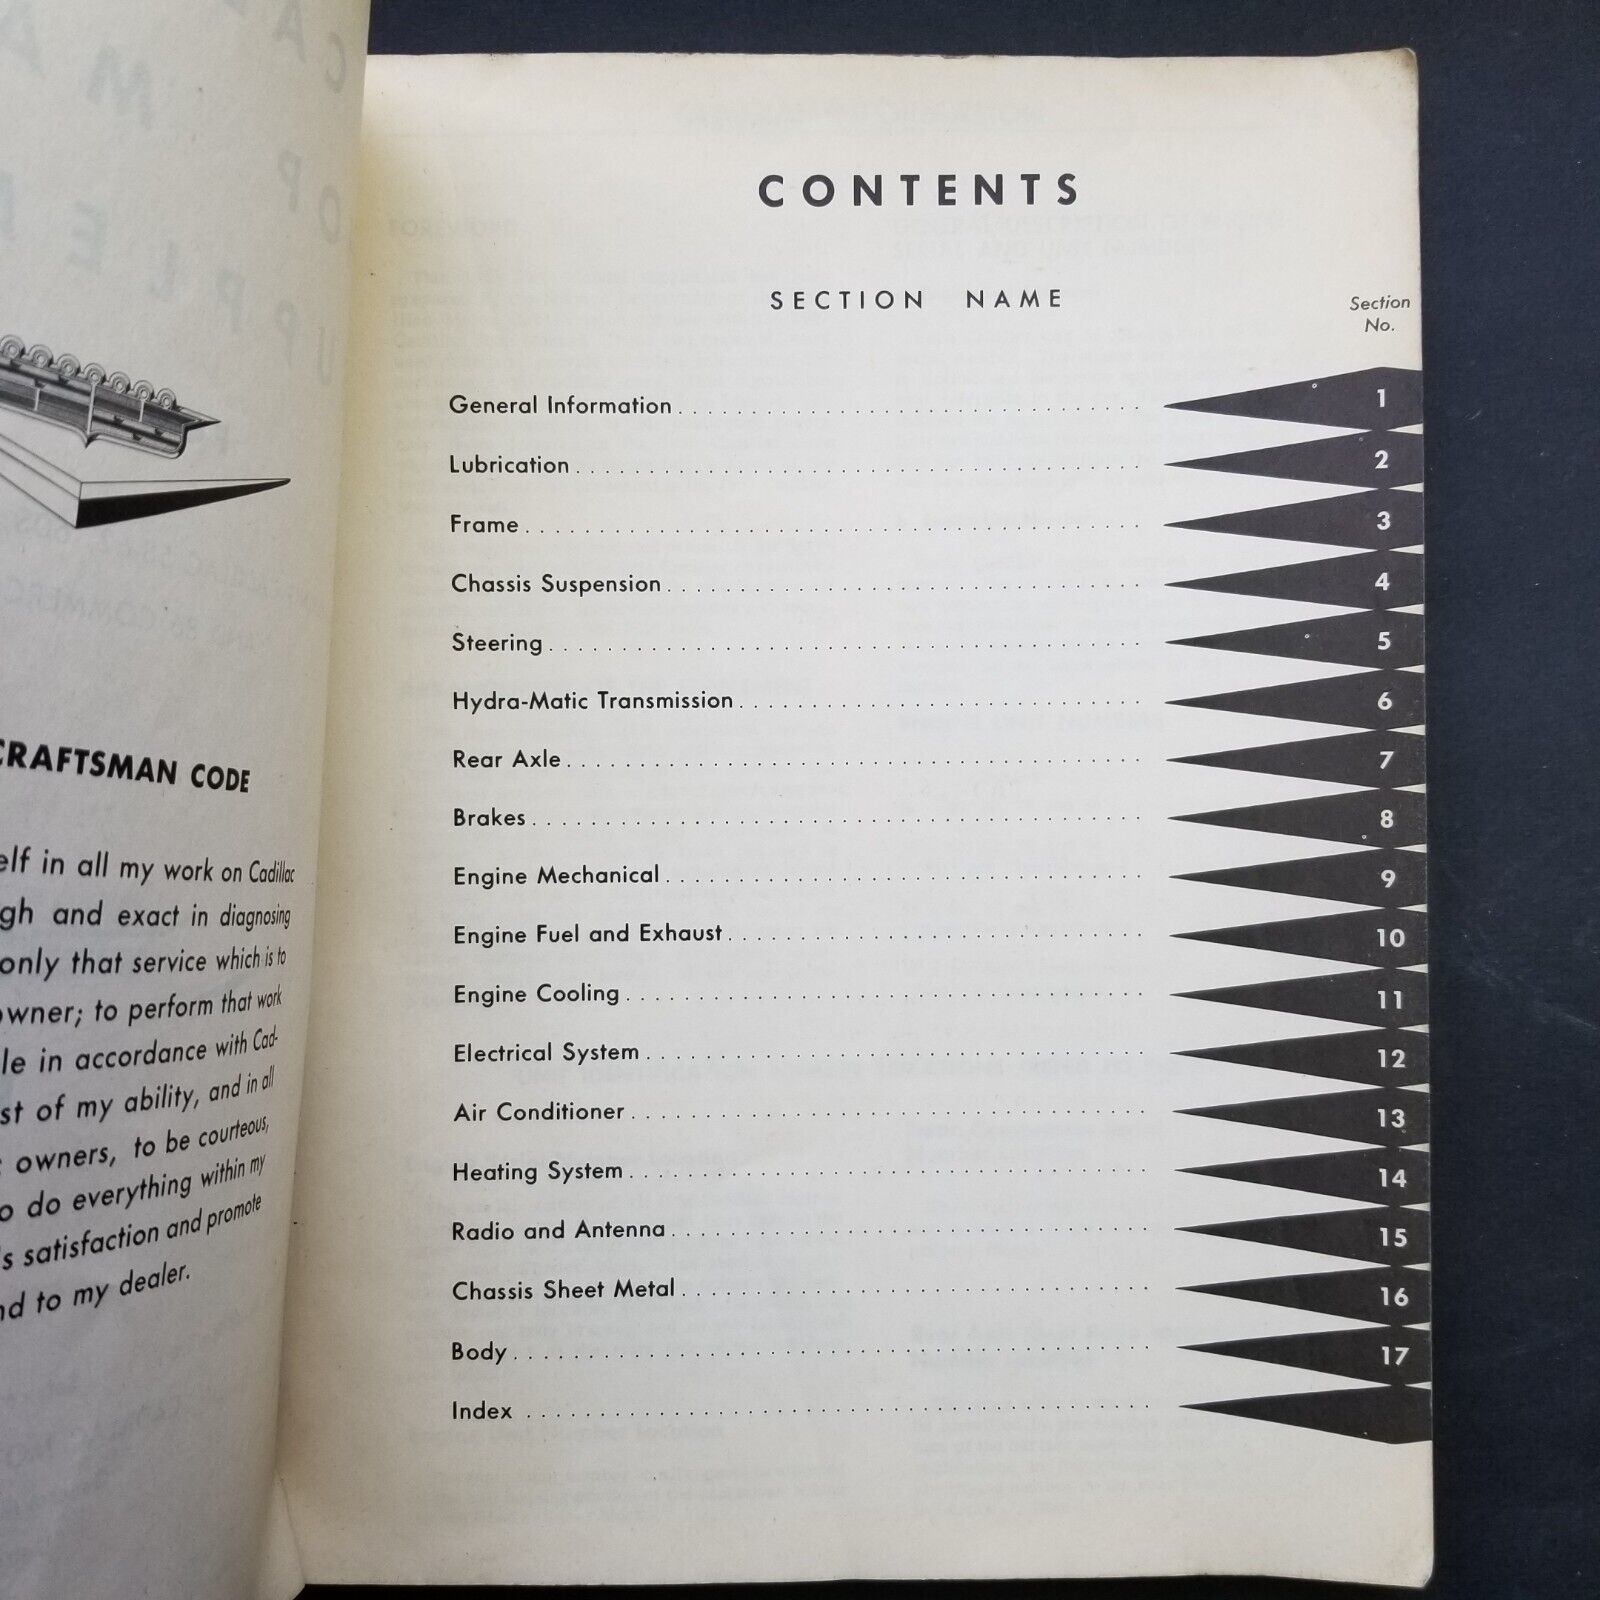 CRAFTSMAN CODE
elf in all my work on Cadillac
gh and exact in diagnosing
only that service which is to
owner; to perform that work
le in accordance with Cad-
st of my ability, and in all
owners, to be courteous,
o do everything within my
's satisfaction and promote
nd to my dealer.
CONTENTS
SECTION NAME
Section
No.
General Information 1
Lubrication 2
Frame 3
Chassis Suspension 4
Steering 5
Hydra-Matic Transmission 6
Rear Axle 7
Brakes 8
Engine Mechanical 9
Engine Fuel and Exhaust 10
Engine Cooling 11
Electrical System 12
Air Conditioner 13
Heating System 14
Radio and Antenna 15
Chassis Sheet Metal 16
Body 17
Index